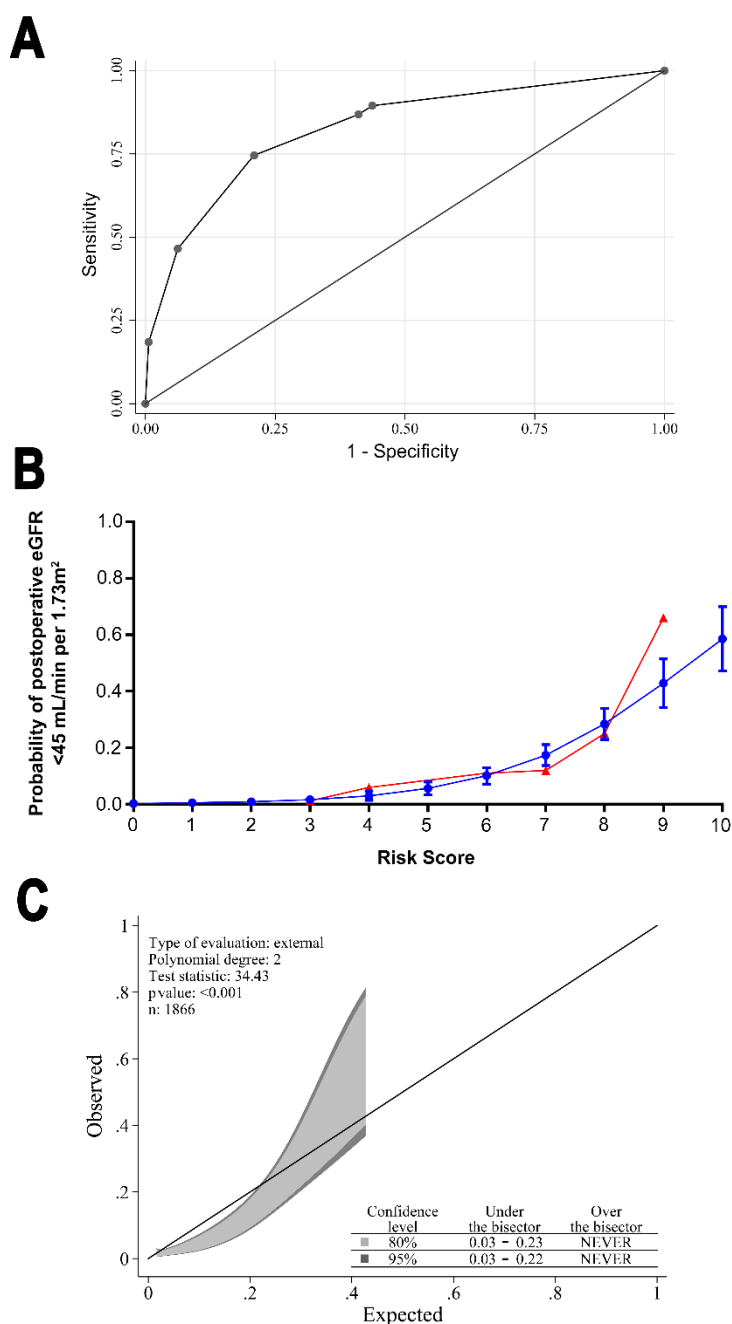 A
1.00
0.75
0.50
0.25
0.00
Sensitivity
0.00 0.25 0.50 0.75 1.00
1 - Specificity
B
Probability of postoperative eGFR
<45 mL/min per 1.73m²
1.0
0.8
0.6
0.4
0.2
0.0
0 1 2 3 4 5 6 7 8 9 10
Risk Score
C
Type of evaluation: external
Polynomial degree: 2
Test statistic: 34.43
p value: <0.001
n: 1866
Observed
1
.8
.6
.4
.2
0
Confidence level Under the bisector Over the bisector
80% 0.03 - 0.23 NEVER
95% 0.03 - 0.22 NEVER
0 .2 .4 .6 .8 1
Expected